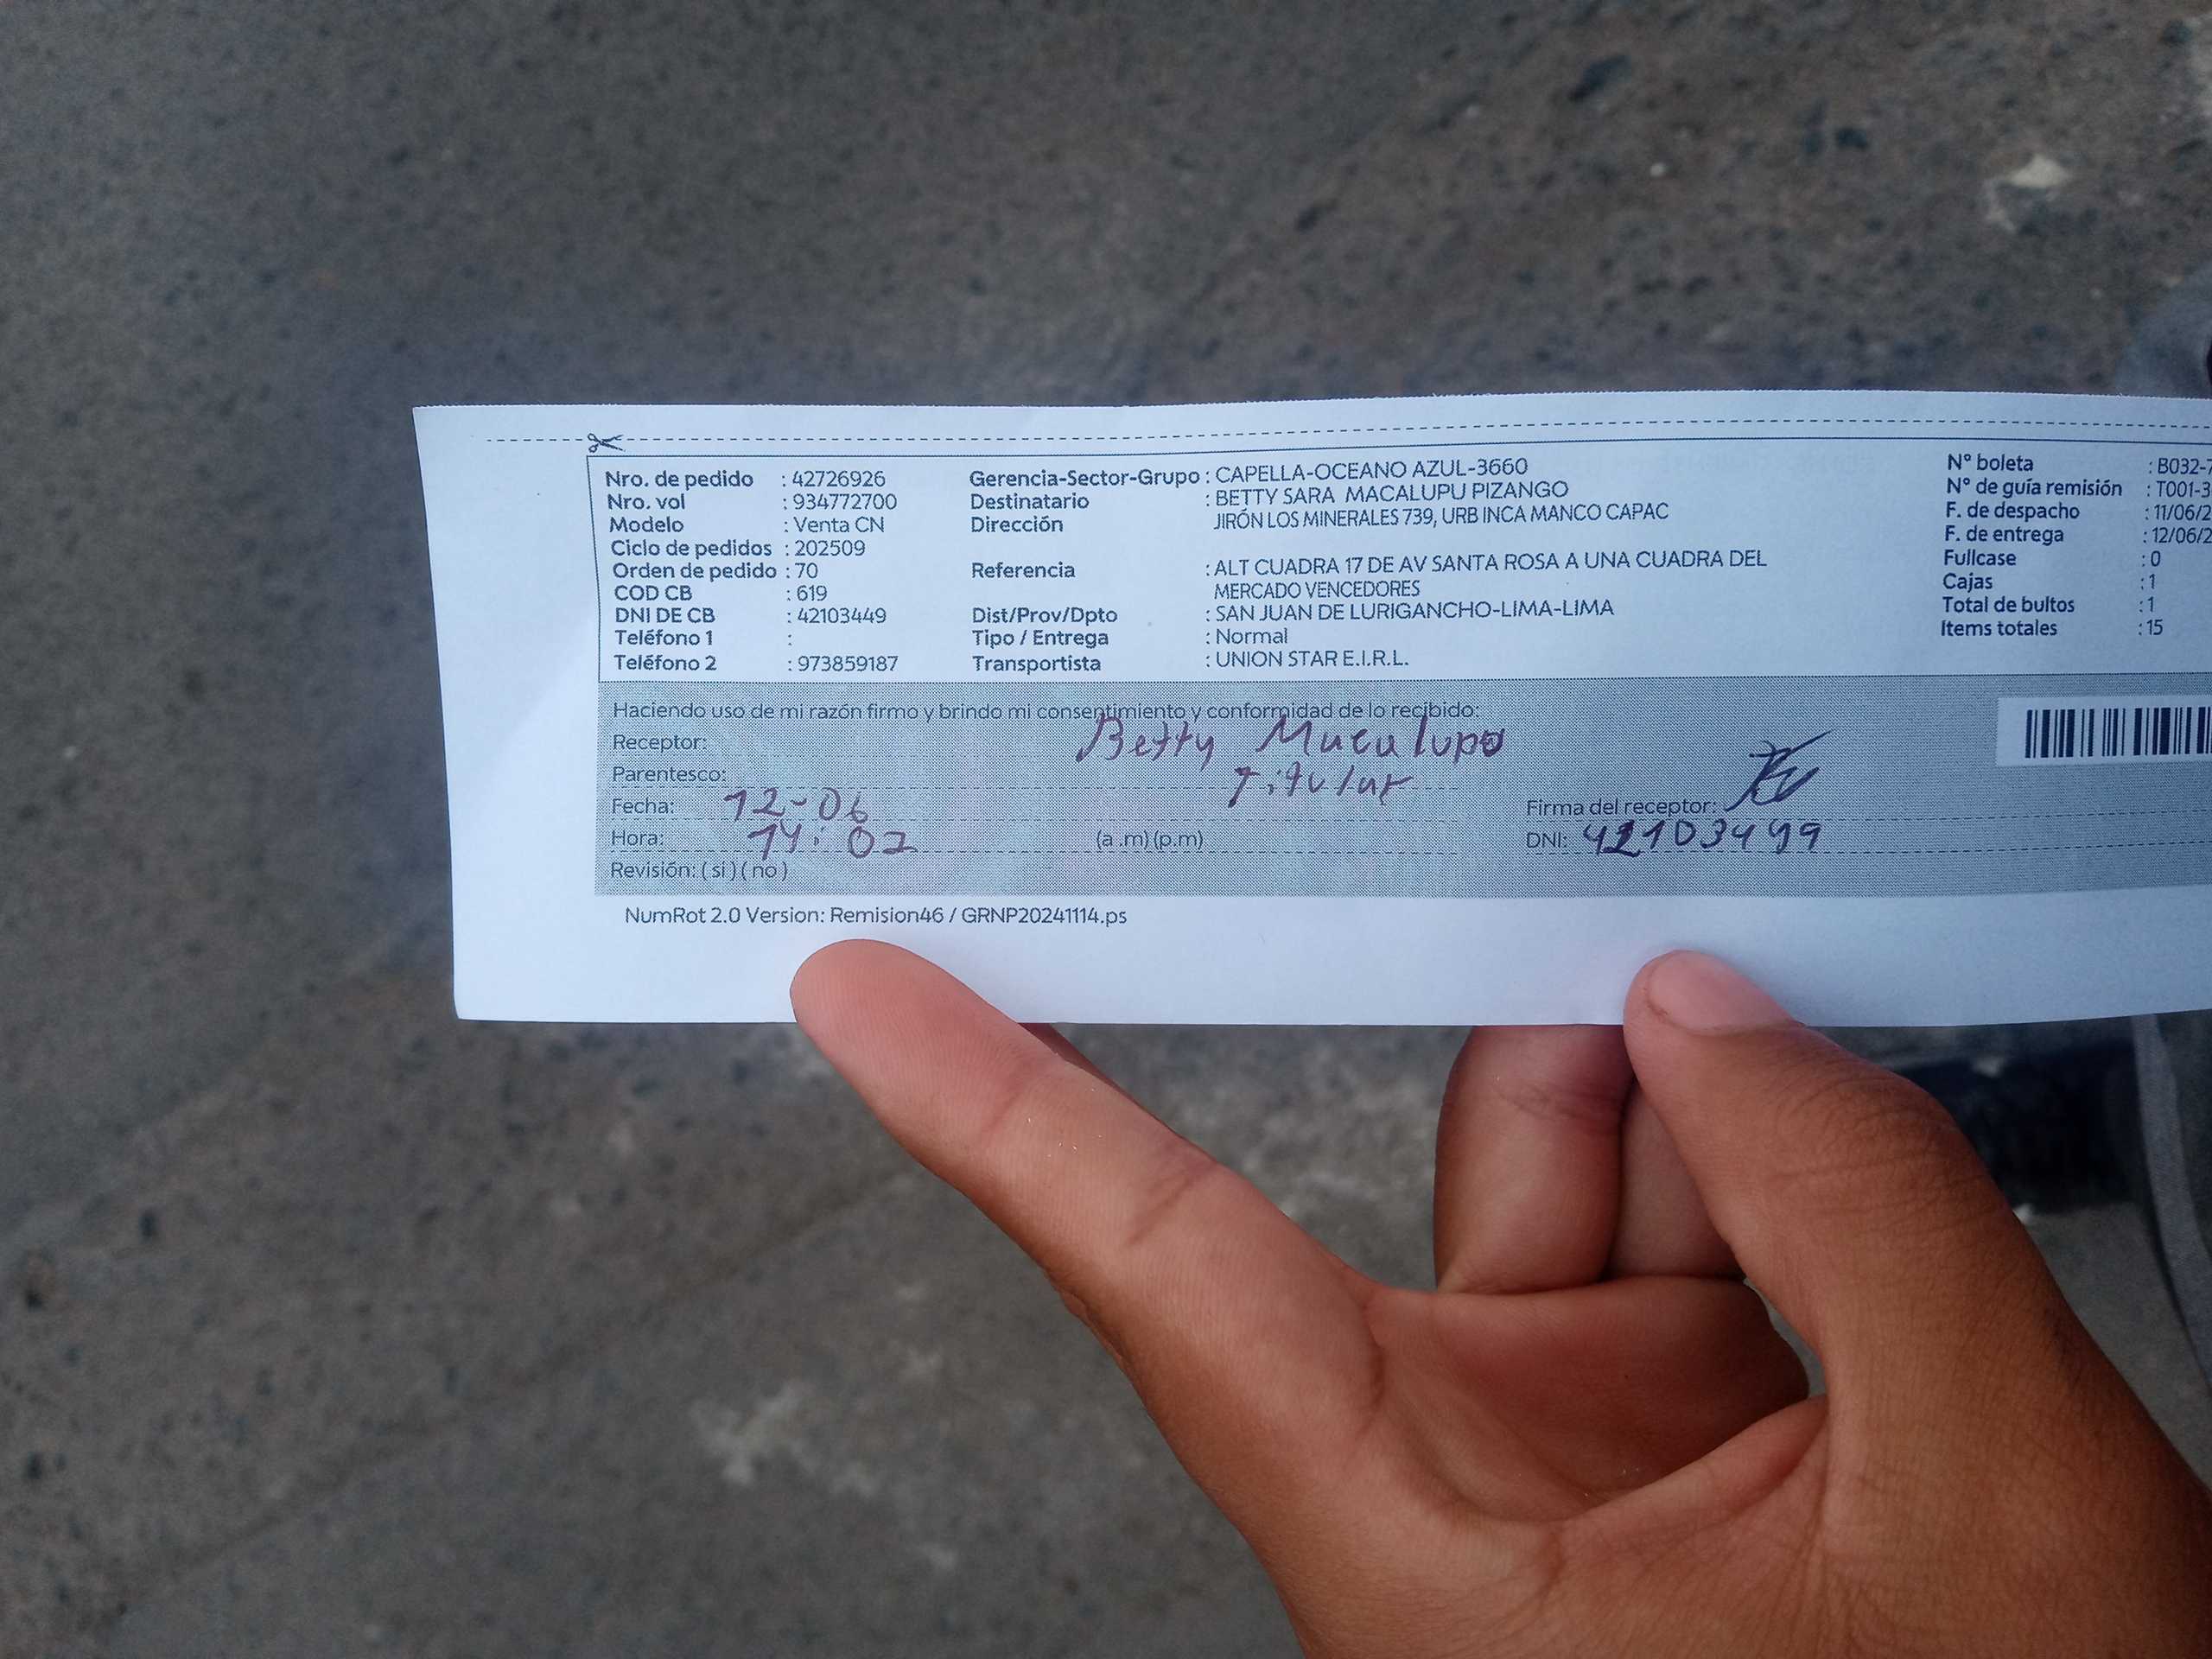 Nro. de pedido : 42726926 Gerencia-Sector-Grupo : CAPELLA-OCEANO AZUL-3660 N° boleta : B032-7
Nro. vol : 934772700 Destinatario : BETTY SARA MACALUPU PIZANGO N° de guía remisión : T001-3
Modelo : Venta CN Dirección JIRÓN LOS MINERALES 739, URB INCA MANCO CAPAC F. de despacho : 11/06/2
Ciclo de pedidos : 202509 F. de entrega : 12/06/2
Orden de pedido : 70 Referencia : ALT CUADRA 17 DE AV SANTA ROSA A UNA CUADRA DEL Fullcase : 0
COD CB : 619 MERCADO VENCEDORES Cajas : 1
DNI DE CB : 42103449 Dist/Prov/Dpto : SAN JUAN DE LURIGANCHO-LIMA-LIMA Total de bultos : 1
Teléfono 1 : Tipo / Entrega : Normal Items totales : 15
Teléfono 2 : 973859187 Transportista : UNION STAR E.I.R.L.
Haciendo uso de mi razón firmo y brindo mi consentimiento y conformidad de lo recibido:
Receptor: Betty Macalupo
Parentesco: Titular
Fecha: 12-06 Firma del receptor:
Hora: 14:02 (a .m) (p.m) DNI: 42103499
Revisión: ( si ) ( no )
NumRot 2.0 Version: Remision46 / GRNP20241114.ps